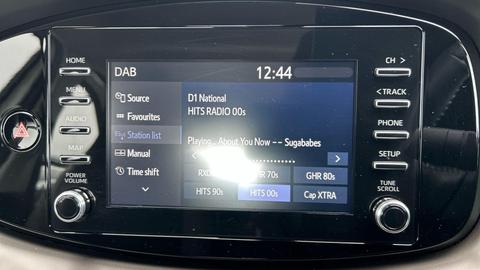 HOME
MENU
AUDIO
MAP
POWER
VOLUME
DAB
12:44
Source
Favourites
Station list
Manual
Time shift
D1 National
HITS RADIO 00s
Playing... About You Now -- Sugababes
70s
GHR 80s
HITS 90s
HITS 00s
Cap XTRA
CH >
<TRACK
PHONE
SETUP
TUNE
SCROLL